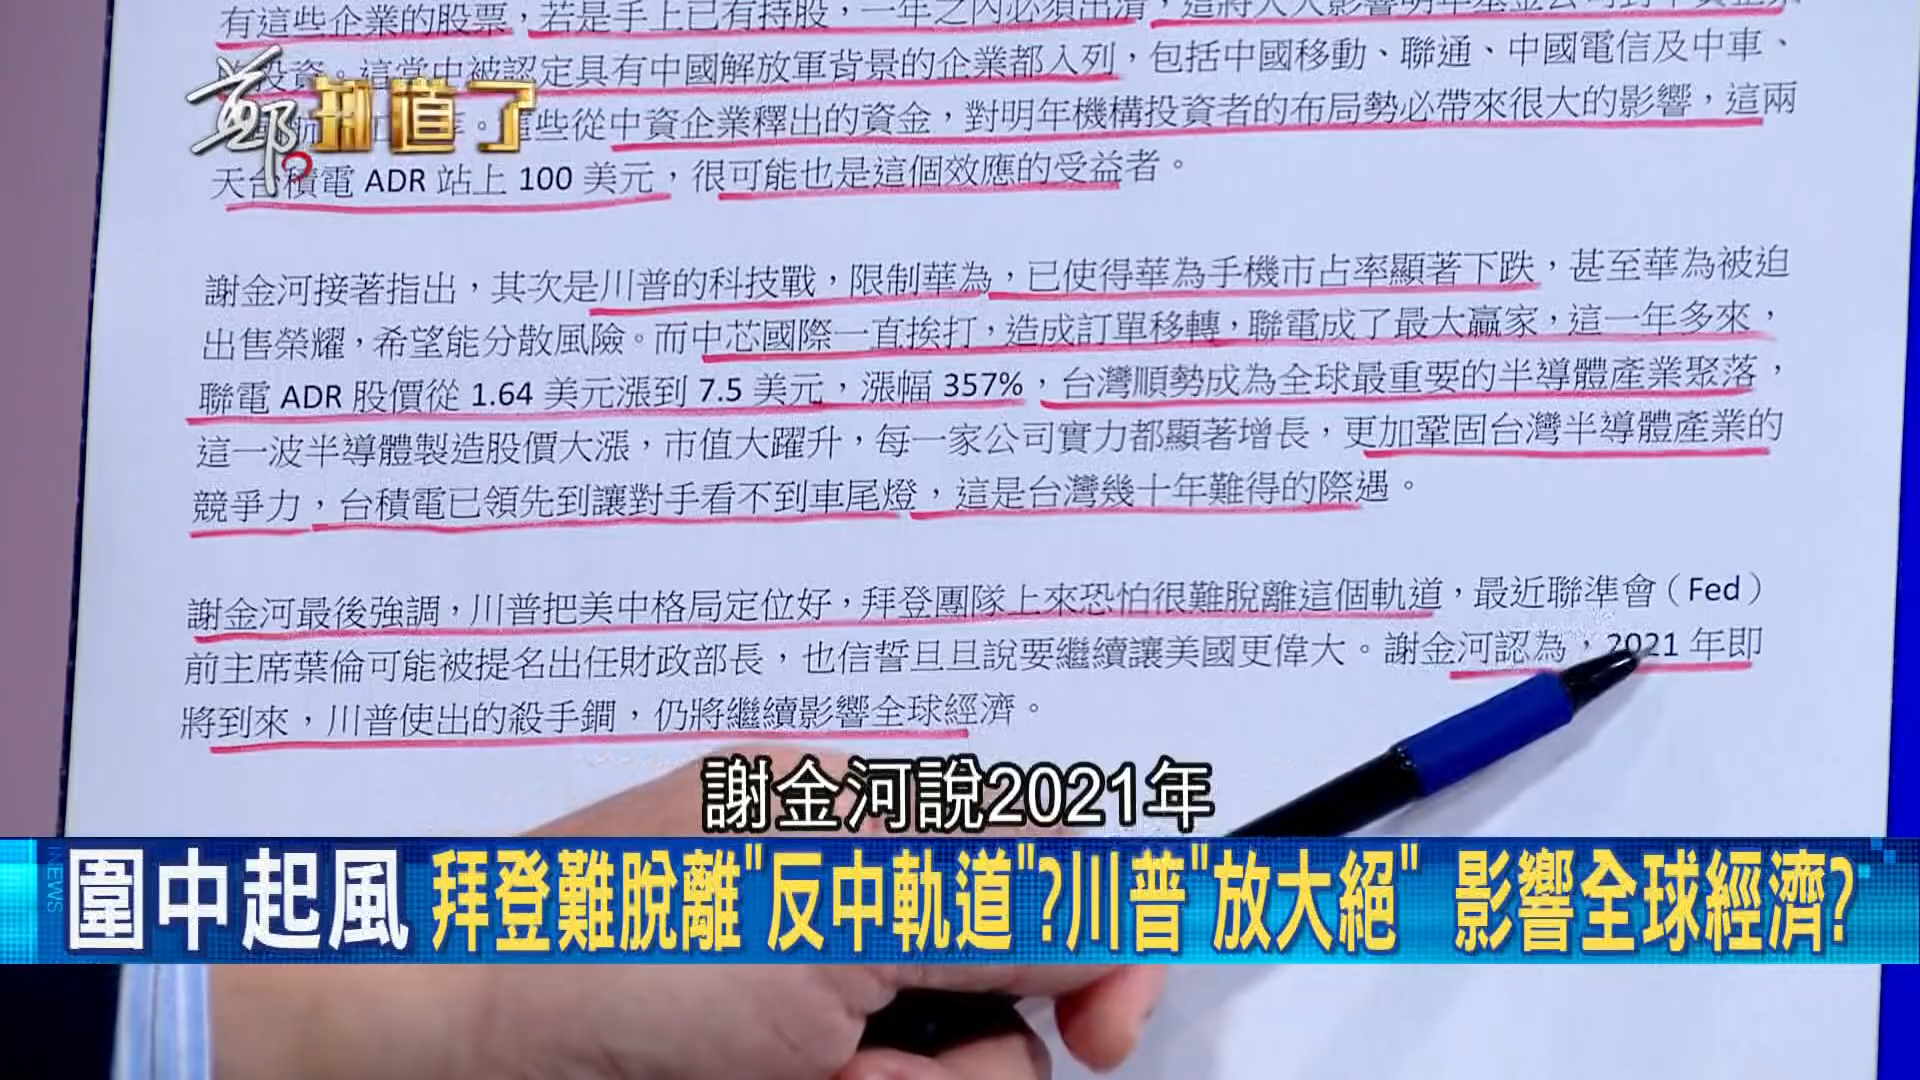 有這些企業的股票，若是手上已有持股，一年之內必須出清，這將大大影響明年基金公司對中資企業
投資。這當中被認定具有中國解放軍背景的企業都入列，包括中國移動、聯通、中國電信及中車、
些從中資企業釋出的資金，對明年機構投資者的布局勢必帶來很大的影響，這兩
天台積電 ADR 站上 100 美元，很可能也是這個效應的受益者。
鄭知道了
謝金河接著指出，其次是川普的科技戰，限制華為，已使得華為手機市占率顯著下跌，甚至華為被迫
出售榮耀，希望能分散風險。而中芯國際一直挨打，造成訂單移轉，聯電成了最大贏家，這一年多來，
聯電 ADR 股價從 1.64 美元漲到 7.5 美元，漲幅 357%，台灣順勢成為全球最重要的半導體產業聚落，
這一波半導體製造股價大漲，市值大躍升，每一家公司實力都顯著增長，更加鞏固台灣半導體產業的
競爭力，台積電已領先到讓對手看不到車尾燈，這是台灣幾十年難得的際遇。
謝金河最後強調，川普把美中格局定位好，拜登團隊上來恐怕很難脫離這個軌道，最近聯準會（Fed）
前主席葉倫可能被提名出任財政部長，也信誓旦旦說要繼續讓美國更偉大。謝金河認為，2021 年即
將到來，川普使出的殺手鐧，仍將繼續影響全球經濟。
謝金河說2021年
NEWS
圍中起風 拜登難脫離"反中軌道"?川普"放大絕" 影響全球經濟?